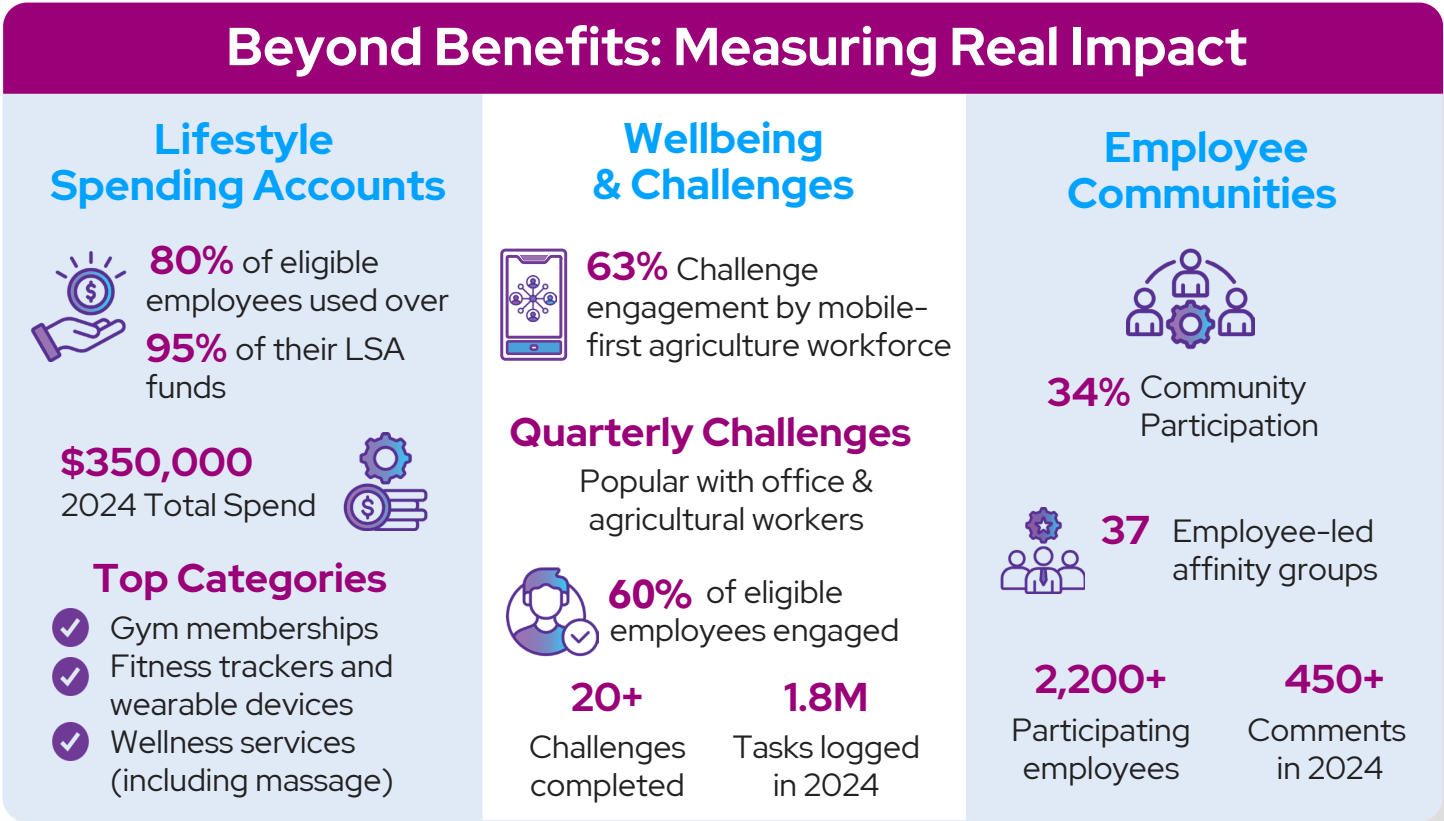 Beyond Benefits: Measuring Real Impact
Lifestyle
Spending Accounts
80% of eligible
employees used over
95% of their LSA
funds
$350,000
2024 Total Spend
Top Categories
Gym memberships
Fitness trackers and
wearable devices
Wellness services
(including massage)
Wellbeing
& Challenges
63% Challenge
engagement by mobile-
first agriculture workforce
Quarterly Challenges
Popular with office &
agricultural workers
60% of eligible
employees engaged
20+
Challenges
completed
1.8M
Tasks logged
in 2024
Employee
Communities
34% Community
Participation
37 Employee-led
affinity groups
2,200+
Participating
employees
450+
Comments
in 2024